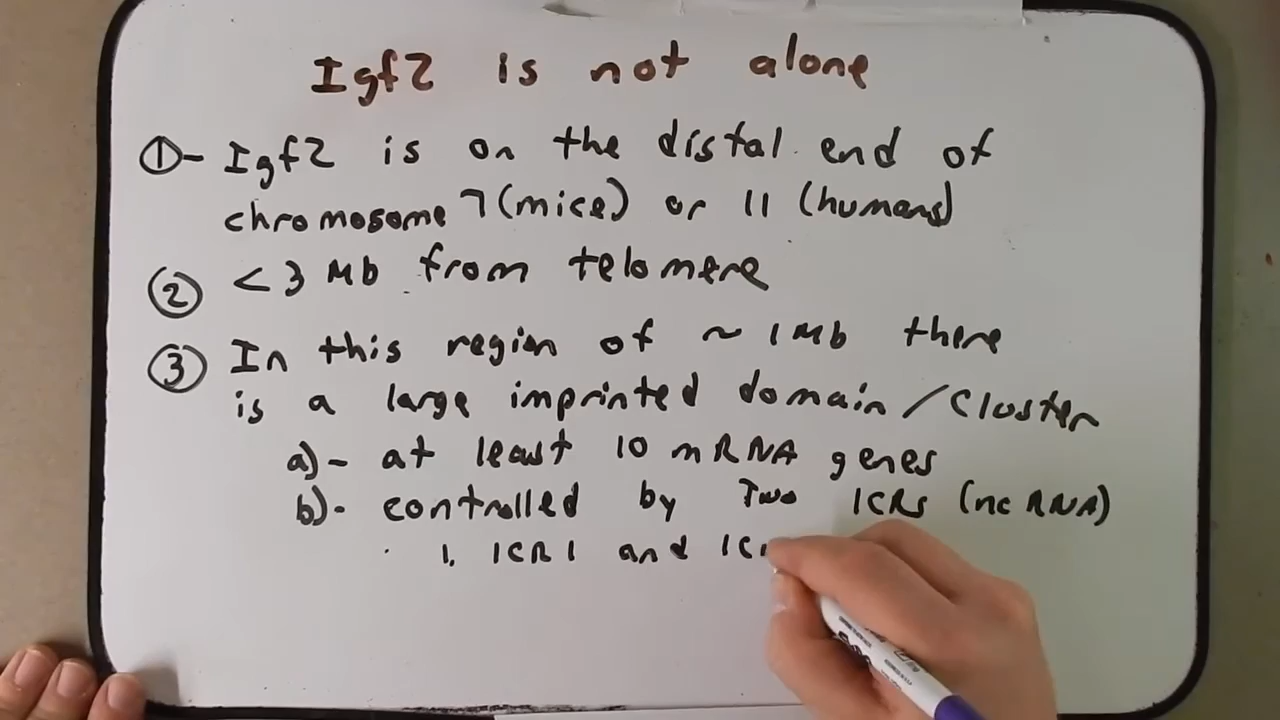 Igf2 is not alone
①- Igf2 is on the distal end of
chromosome 7 (mice) or 11 (humans)
② < 3 Mb from telomere
③ In this region of ~ 1Mb there
is a large imprinted domain/cluster
a)- at least 10 mRNA genes
b)- controlled by Two ICRs (ncRNA)
1. ICR1 and IC